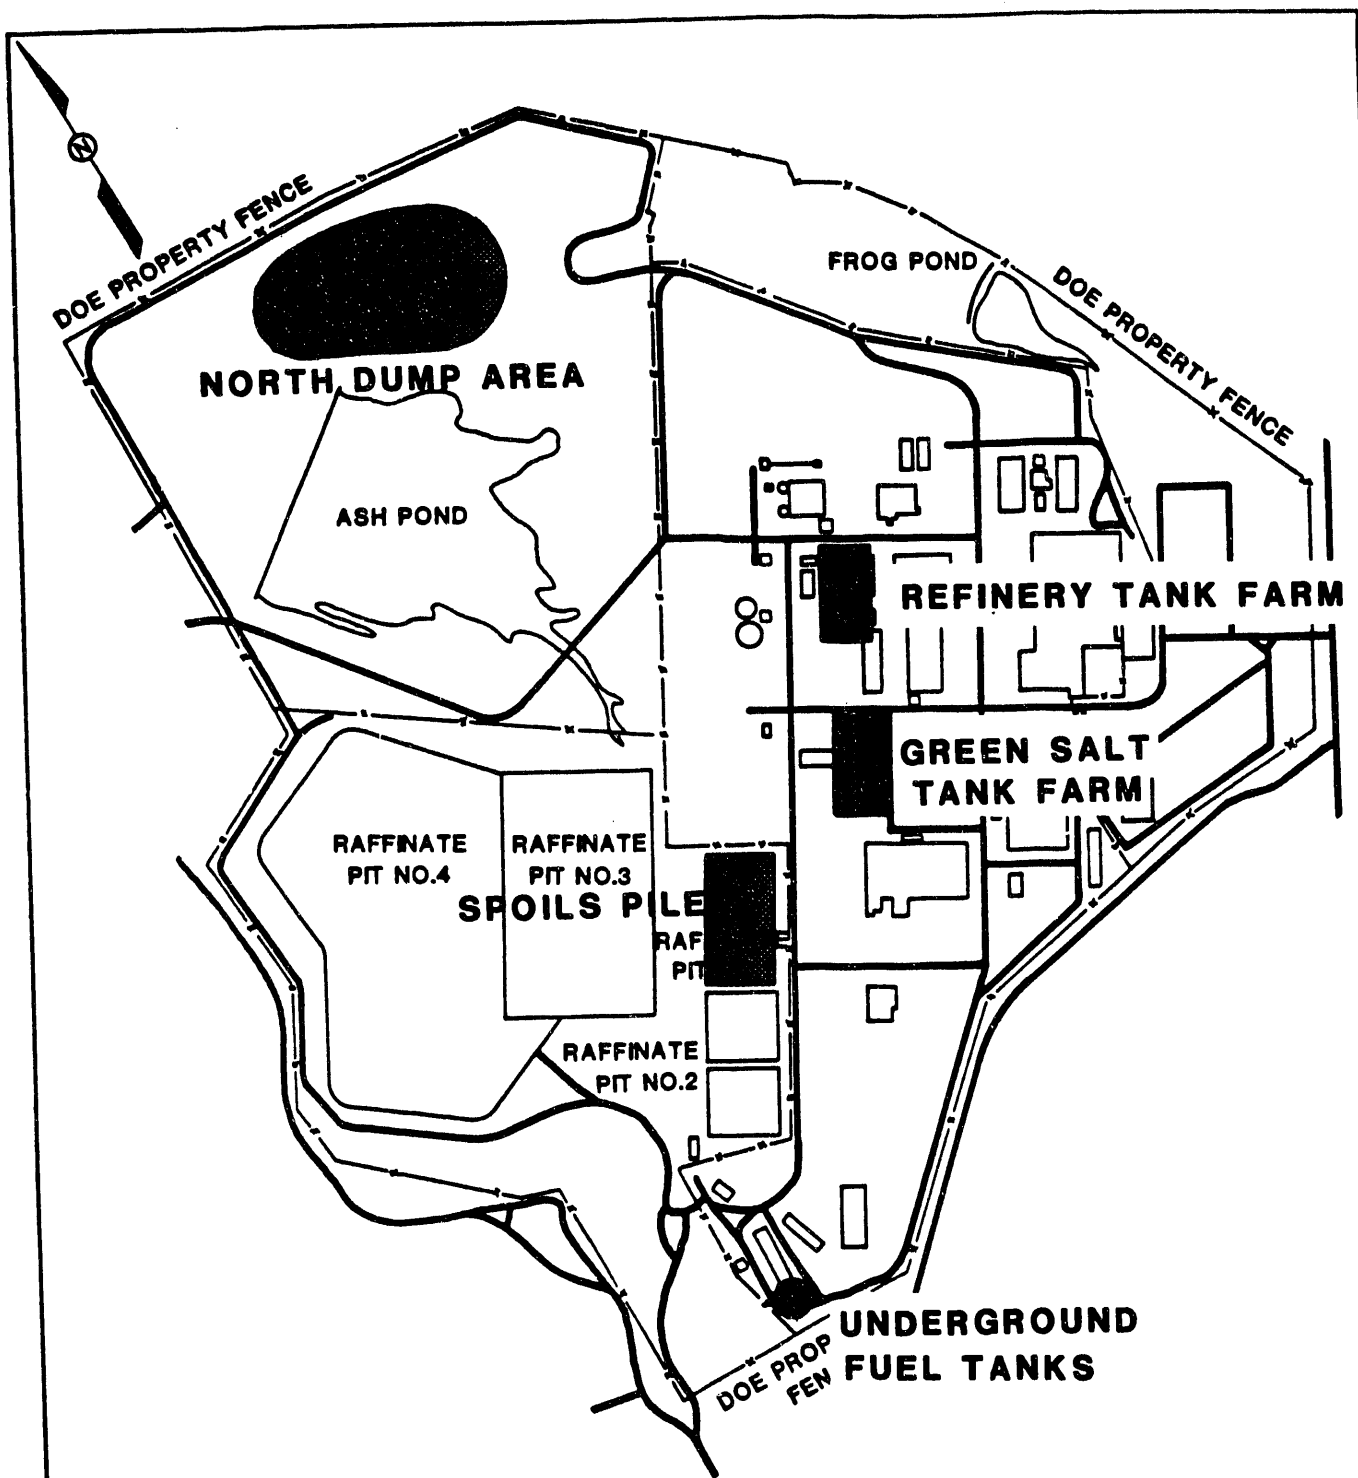 N
DOE PROPERTY FENCE
FROG POND
DOE PROPERTY FENCE
NORTH DUMP AREA
ASH POND
REFINERY TANK FARM
GREEN SALT
TANK FARM
RAFFINATE
PIT NO.4
RAFFINATE
PIT NO.3
SPOILS PILE
RAF
PIT
RAFFINATE
PIT NO.2
UNDERGROUND
FUEL TANKS
DOE PROP
FEN